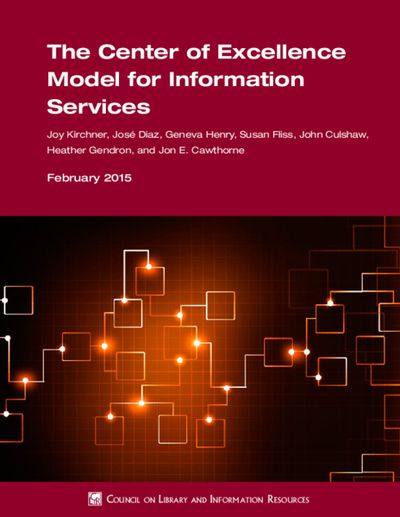 The Center of Excellence
Model for Information
Services
Joy Kirchner, José Diaz, Geneva Henry, Susan Fliss, John Culshaw,
Heather Gendron, and Jon E. Cawthorne
February 2015
Council on Library and Information Resources